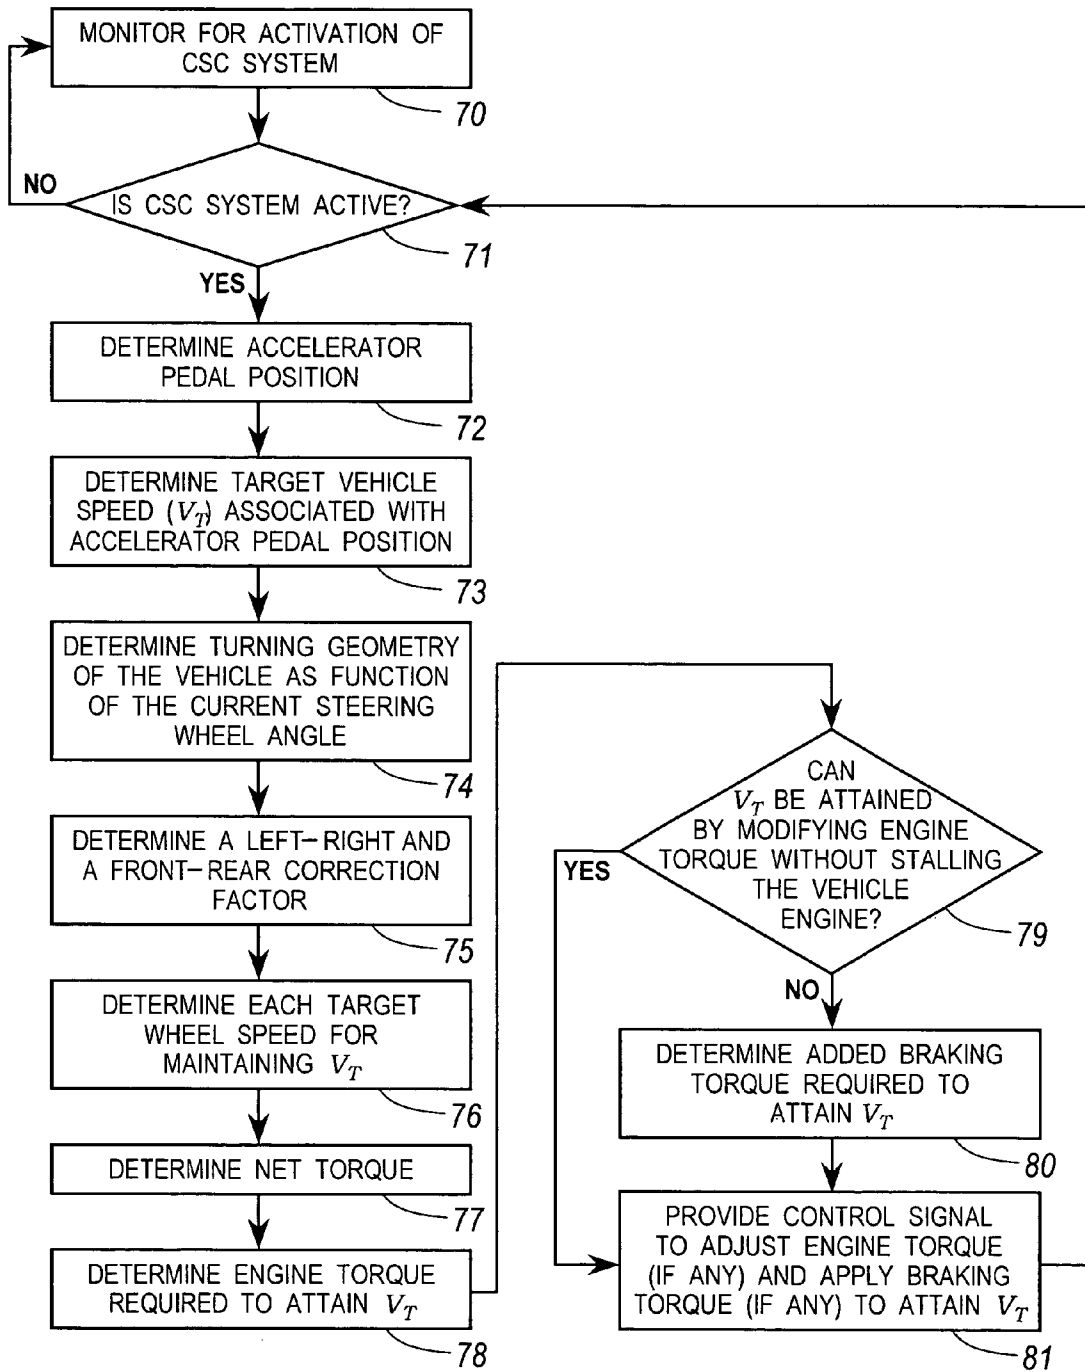 MONITOR FOR ACTIVATION OF
CSC SYSTEM
70
NO
IS CSC SYSTEM ACTIVE?
71
YES
DETERMINE ACCELERATOR
PEDAL POSITION
72
DETERMINE TARGET VEHICLE
SPEED (V_T) ASSOCIATED WITH
ACCELERATOR PEDAL POSITION
73
DETERMINE TURNING GEOMETRY
OF THE VEHICLE AS FUNCTION
OF THE CURRENT STEERING
WHEEL ANGLE
74
DETERMINE A LEFT-RIGHT AND
A FRONT-REAR CORRECTION
FACTOR
75
DETERMINE EACH TARGET
WHEEL SPEED FOR
MAINTAINING V_T
76
DETERMINE NET TORQUE
77
DETERMINE ENGINE TORQUE
REQUIRED TO ATTAIN V_T
78
CAN
V_T BE ATTAINED
BY MODIFYING ENGINE
TORQUE WITHOUT STALLING
THE VEHICLE
ENGINE?
79
YES
NO
DETERMINE ADDED BRAKING
TORQUE REQUIRED TO
ATTAIN V_T
80
PROVIDE CONTROL SIGNAL
TO ADJUST ENGINE TORQUE
(IF ANY) AND APPLY BRAKING
TORQUE (IF ANY) TO ATTAIN V_T
81